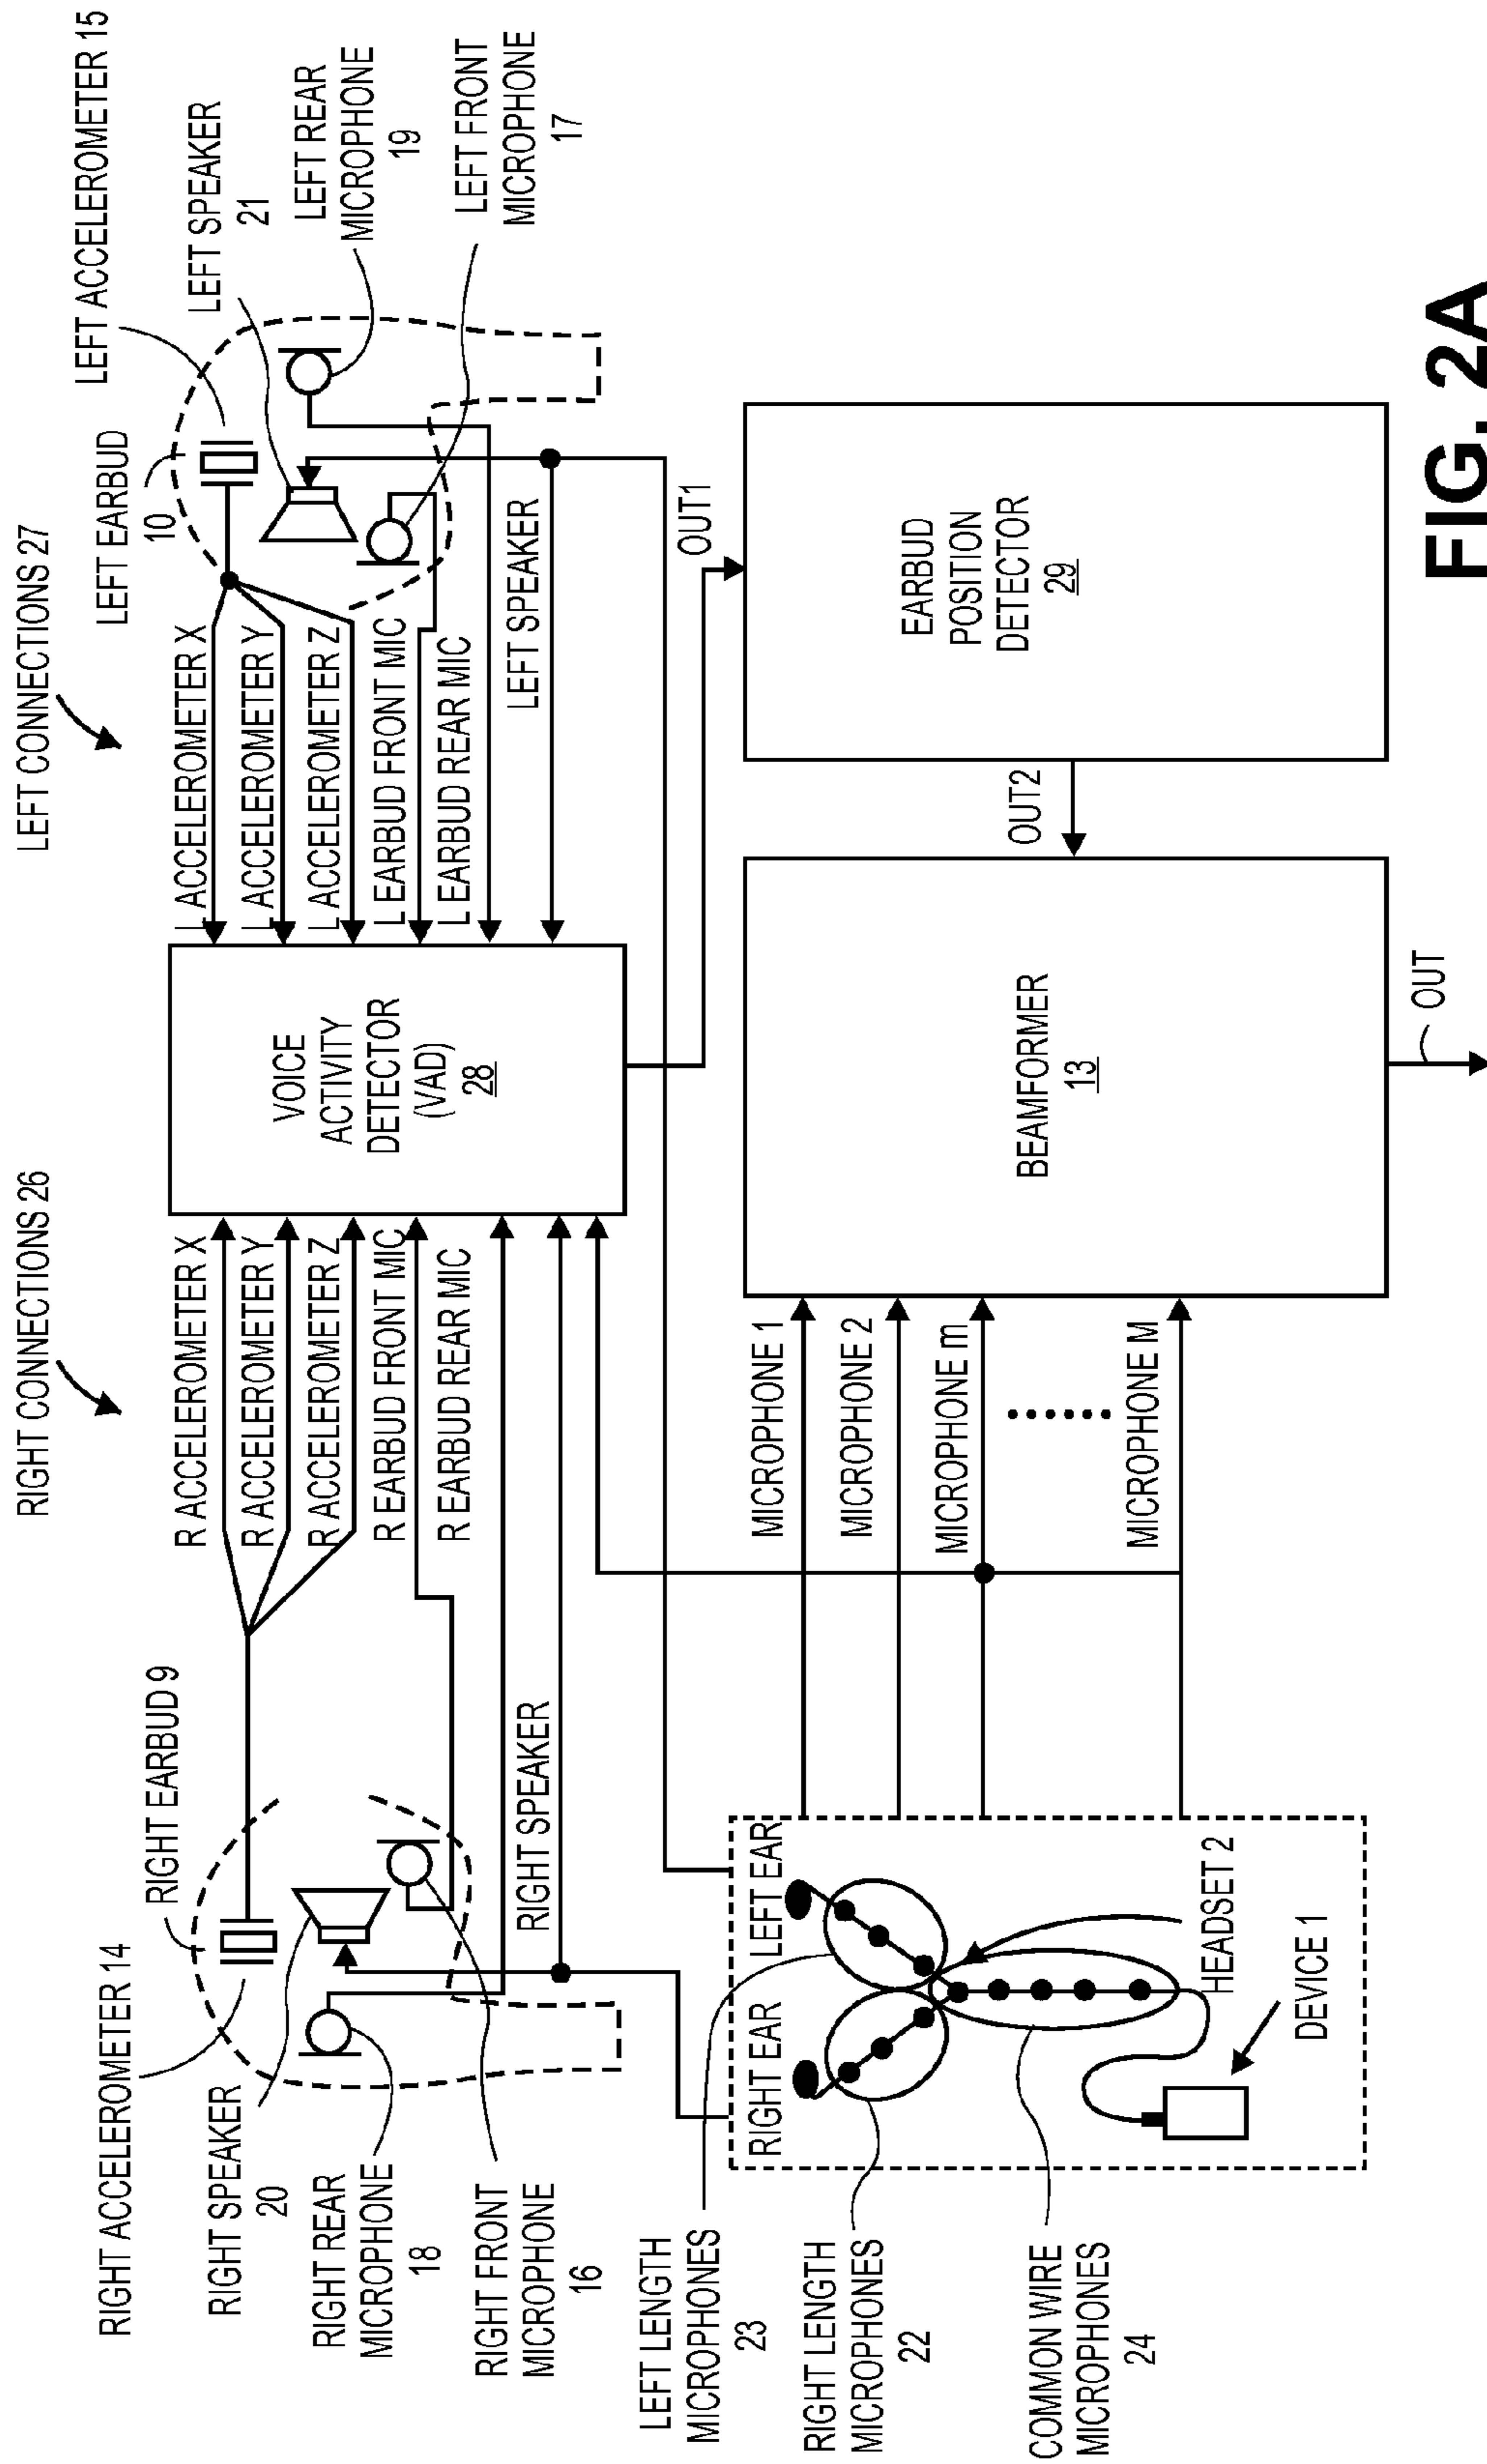 RIGHT CONNECTIONS 26
LEFT CONNECTIONS 27
RIGHT ACCELEROMETER 14
RIGHT EARBUD 9
LEFT EARBUD
10
LEFT ACCELEROMETER 15
RIGHT SPEAKER
20
RIGHT REAR
MICROPHONE
18
RIGHT FRONT
MICROPHONE
16
R ACCELEROMETER X
R ACCELEROMETER Y
R ACCELEROMETER Z
R EARBUD FRONT MIC
R EARBUD REAR MIC
RIGHT SPEAKER
VOICE
ACTIVITY
DETECTOR
(VAD)
28
L ACCELEROMETER X
L ACCELEROMETER Y
L ACCELEROMETER Z
L EARBUD FRONT MIC
L EARBUD REAR MIC
LEFT SPEAKER
LEFT SPEAKER
21
LEFT REAR
MICROPHONE
19
LEFT FRONT
MICROPHONE
17
LEFT LENGTH
MICROPHONES
23
RIGHT LENGTH
MICROPHONES
22
COMMON WIRE
MICROPHONES
24
RIGHT EAR
LEFT EAR
HEADSET 2
DEVICE 1
MICROPHONE 1
MICROPHONE 2
MICROPHONE m
MICROPHONE M
BEAMFORMER
13
OUT1
OUT2
EARBUD
POSITION
DETECTOR
29
OUT
FIG. 2A